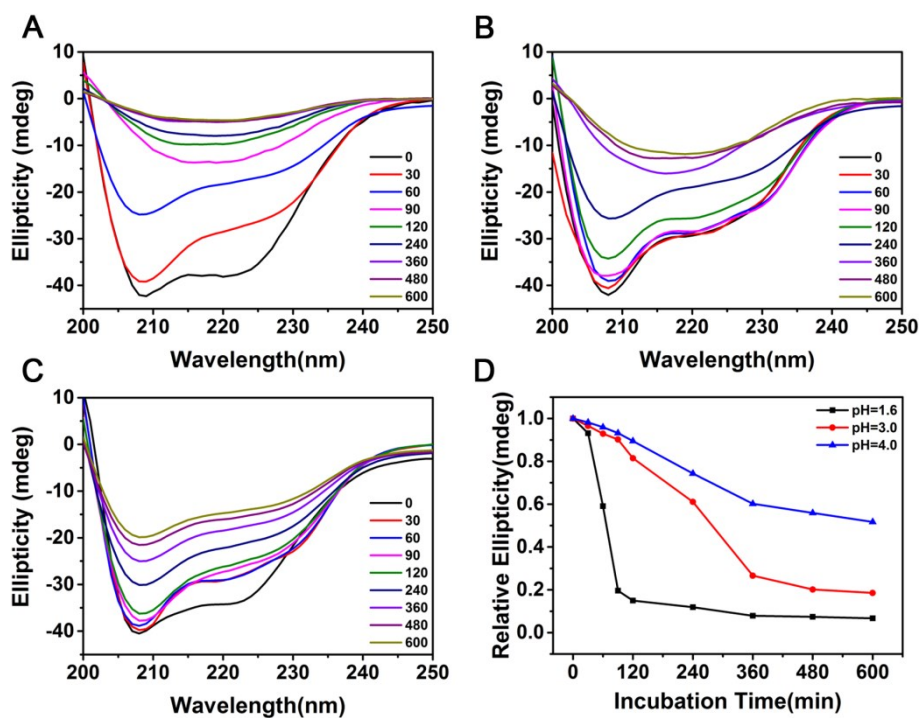 A
10
0
-10
-20
-30
-40
Ellipticity (mdeg)
0
30
60
90
120
240
360
480
600
200 210 220 230 240 250
Wavelength(nm)
B
10
0
-10
-20
-30
-40
Ellipticity (mdeg)
0
30
60
90
120
240
360
480
600
200 210 220 230 240 250
Wavelength(nm)
C
10
0
-10
-20
-30
-40
Ellipticity (mdeg)
0
30
60
90
120
240
360
480
600
200 210 220 230 240 250
Wavelength(nm)
D
1.0
0.8
0.6
0.4
0.2
0.0
Relative Ellipticity(mdeg)
pH=1.6
pH=3.0
pH=4.0
0 120 240 360 480 600
Incubation Time(min)